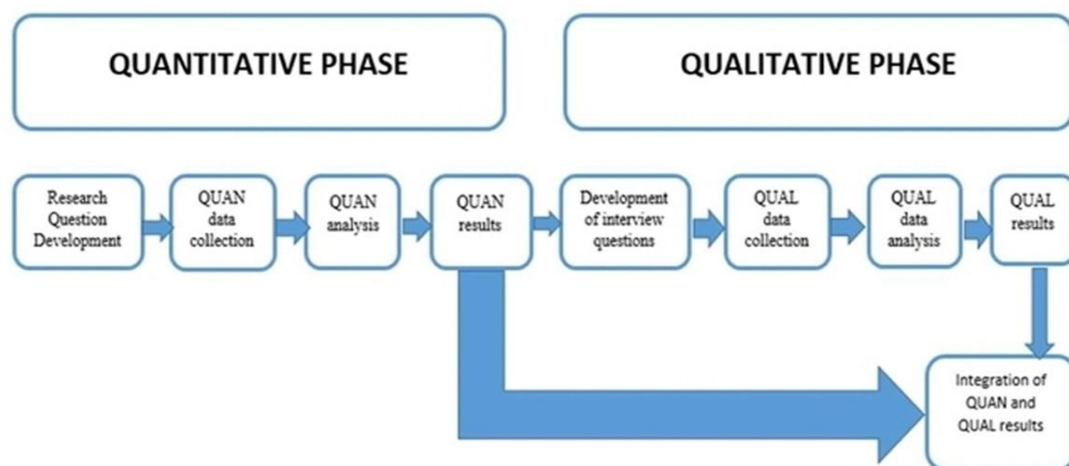 QUANTITATIVE PHASE
QUALITATIVE PHASE
Research
Question
Development
QUAN
data
collection
QUAN
analysis
QUAN
results
Development
of interview
questions
QUAL
data
collection
QUAL
data
analysis
QUAL
results
Integration of
QUAN and
QUAL results